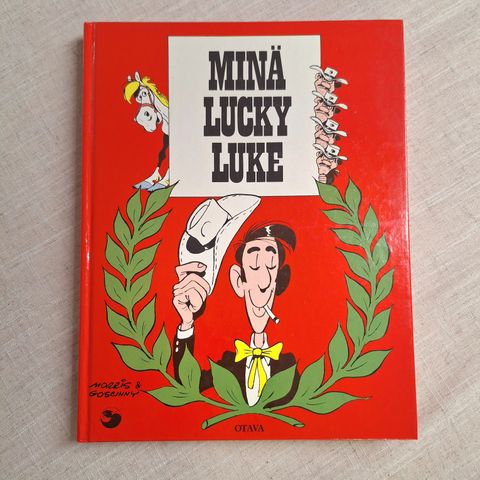 MINÄ
LUCKY
LUKE
MORRIS &
GOSCINNY
OTAVA